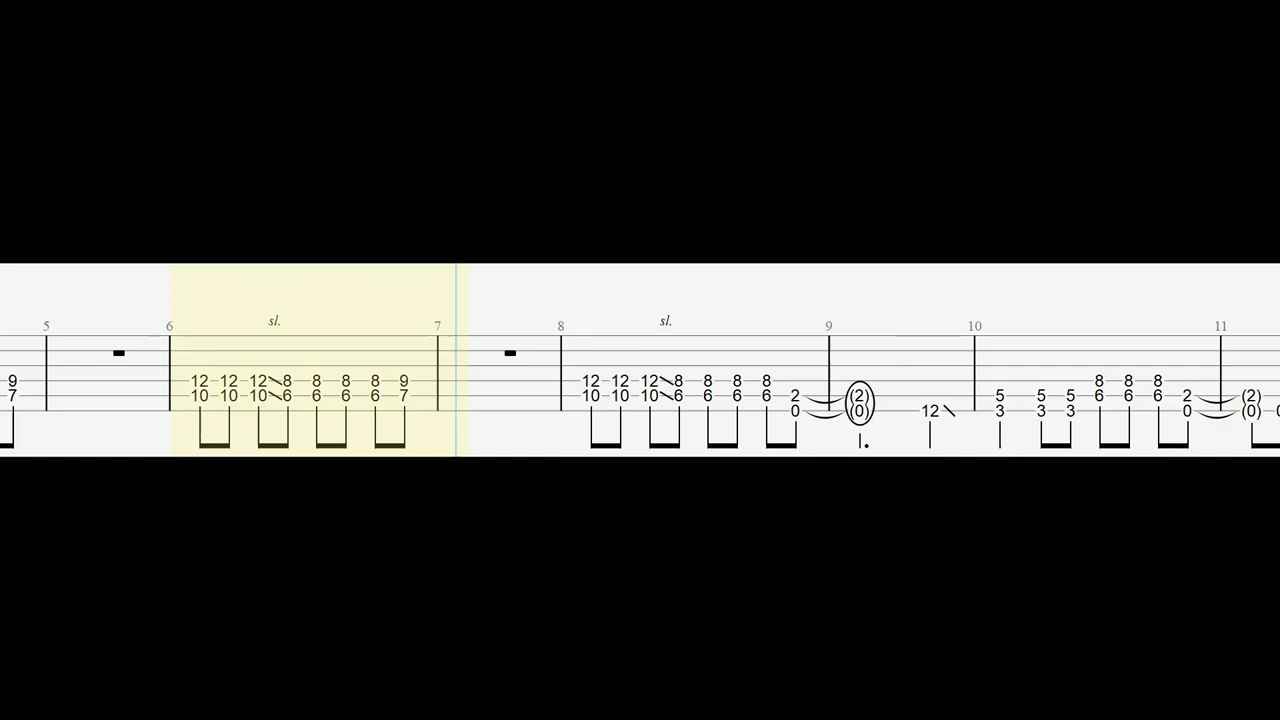 sl. sl.
5 6 7 8 9 10 11
9 12 12 12 8 8 8 8 9 12 12 12 8 8 8 8 8 8 8
7 10 10 10 6 6 6 6 7 10 10 10 6 6 6 6 2 (2) 5 5 5 6 6 6 2 (2)
0 (0) 12 3 3 3 0 (0)